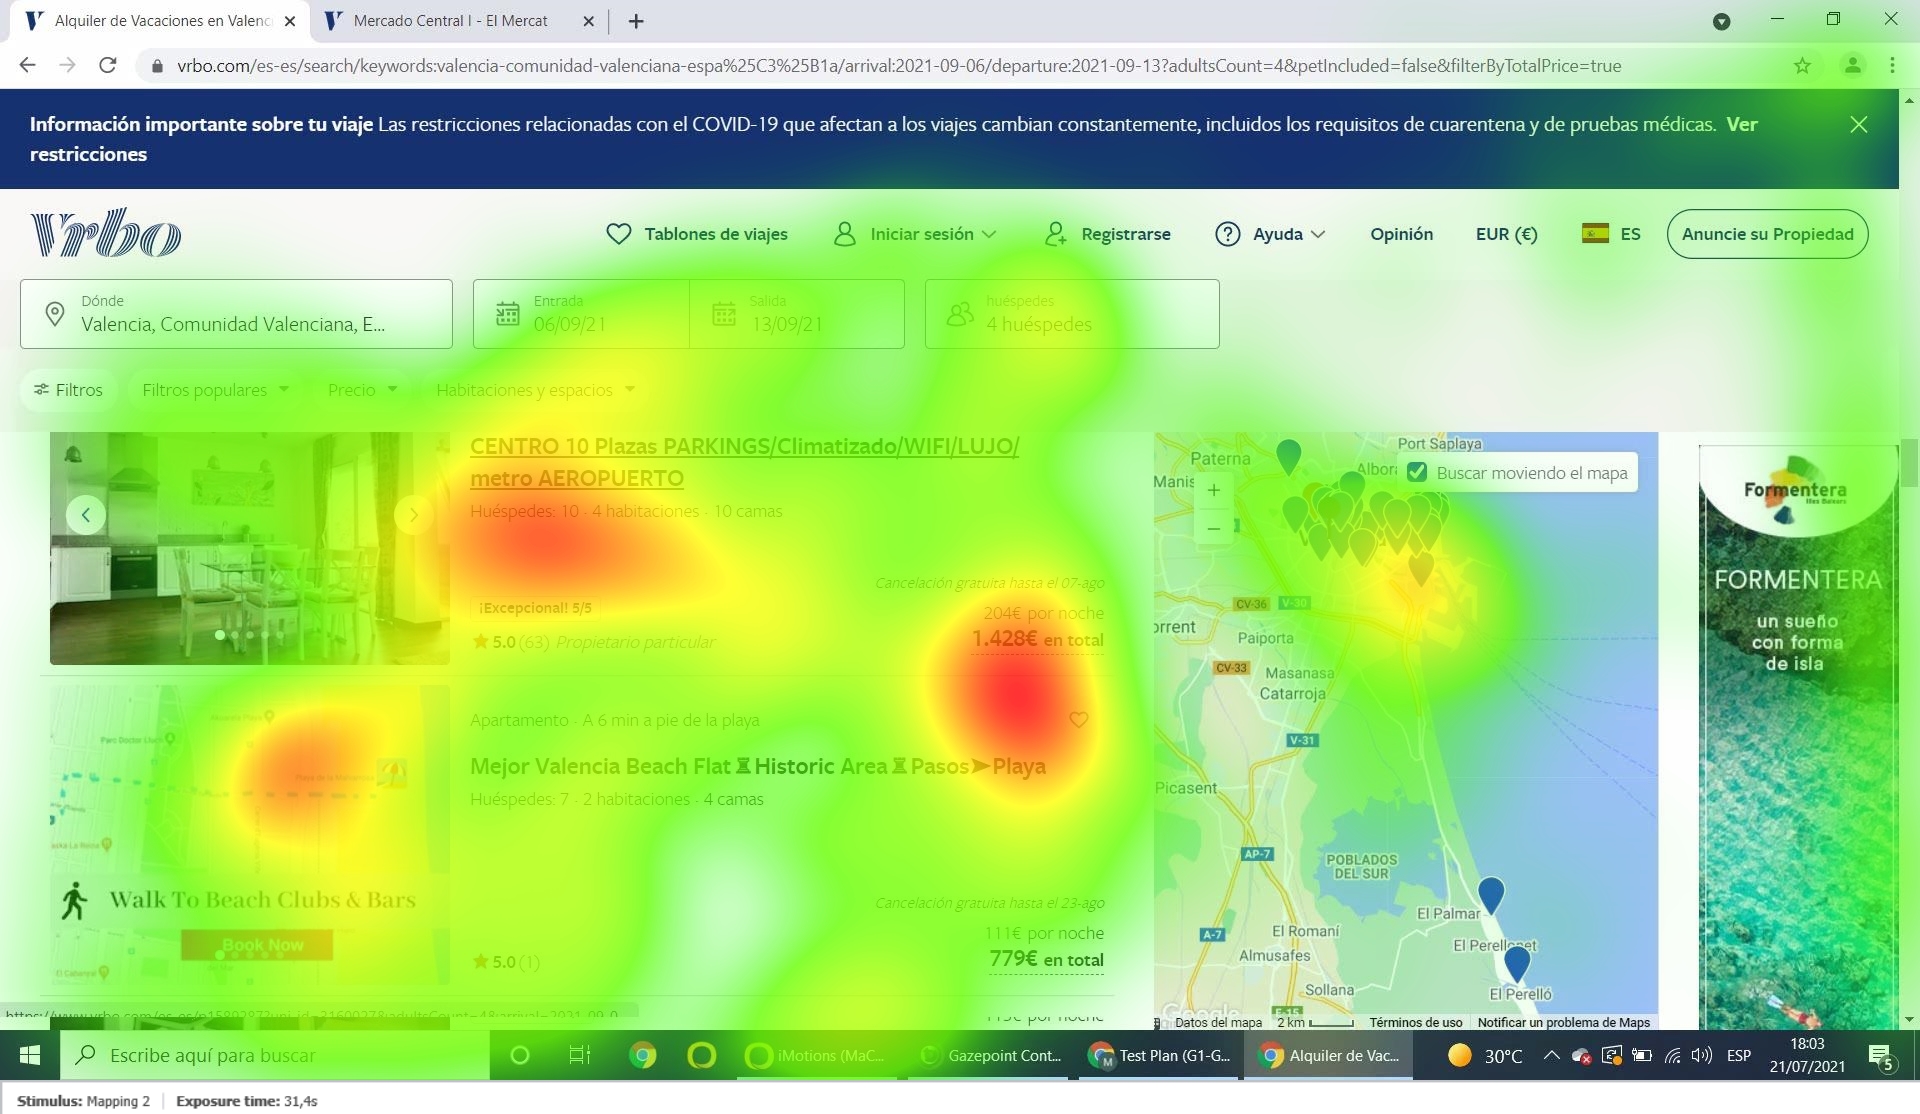 Alquiler de Vacaciones en Valenc
Mercado Central I - El Mercat
vrbo.com/es-es/search/keywords:valencia-comunidad-valenciana-espa%25C3%25B1a/arrival:2021-09-06/departure:2021-09-13?adultsCount=4&petIncluded=false&filterByTotalPrice=true
Información importante sobre tu viaje Las restricciones relacionadas con el COVID-19 que afectan a los viajes cambian constantemente, incluidos los requisitos de cuarentena y de pruebas médicas. Ver
restricciones
Vrbo
Tablones de viajes
Iniciar sesión
Registrarse
Ayuda
Opinión
EUR (€)
ES
Anuncie su Propiedad
Dónde
Valencia, Comunidad Valenciana, E...
Entrada
06/09/21
Salida
13/09/21
huéspedes
4 huéspedes
Filtros
Filtros populares
Precio
Habitaciones y espacios
CENTRO 10 Plazas PARKINGS/Climatizado/WIFI/LUJO/
metro AEROPUERTO
Huéspedes: 10 · 4 habitaciones · 10 camas
Cancelación gratuita hasta el 07-ago
¡Excepcional! 5/5
204€ por noche
5.0 (63) Propietario particular
1.428€ en total
Apartamento · A 6 min a pie de la playa
Mejor Valencia Beach Flat♜Historic Area♜Pasos➤Playa
Huéspedes: 7 · 2 habitaciones · 4 camas
Walk To Beach Clubs & Bars
Book Now
Cancelación gratuita hasta el 23-ago
111€ por noche
5.0 (1)
779€ en total
Port Saplaya
Paterna
Albora
Buscar moviendo el mapa
Manis
CV-36
V-30
orrent
Paiporta
CV-33
Masanasa
Catarroja
V-31
Picasent
AP-7
POBLADOS
DEL SUR
El Palmar
A-7
El Romaní
El Perellonet
Almusafes
Sollana
El Perelló
Google
Datos del mapa
2 km
Términos de uso
Notificar un problema de Maps
Formentera
Illes Balears
FORMENTERA
un sueño
con forma
de isla
Escribe aquí para buscar
iMotions (MaC...
Gazepoint Cont...
Test Plan (G1-G...
Alquiler de Vac...
30°C
ESP
18:03
21/07/2021
5
Stimulus: Mapping 2
Exposure time: 31,4s